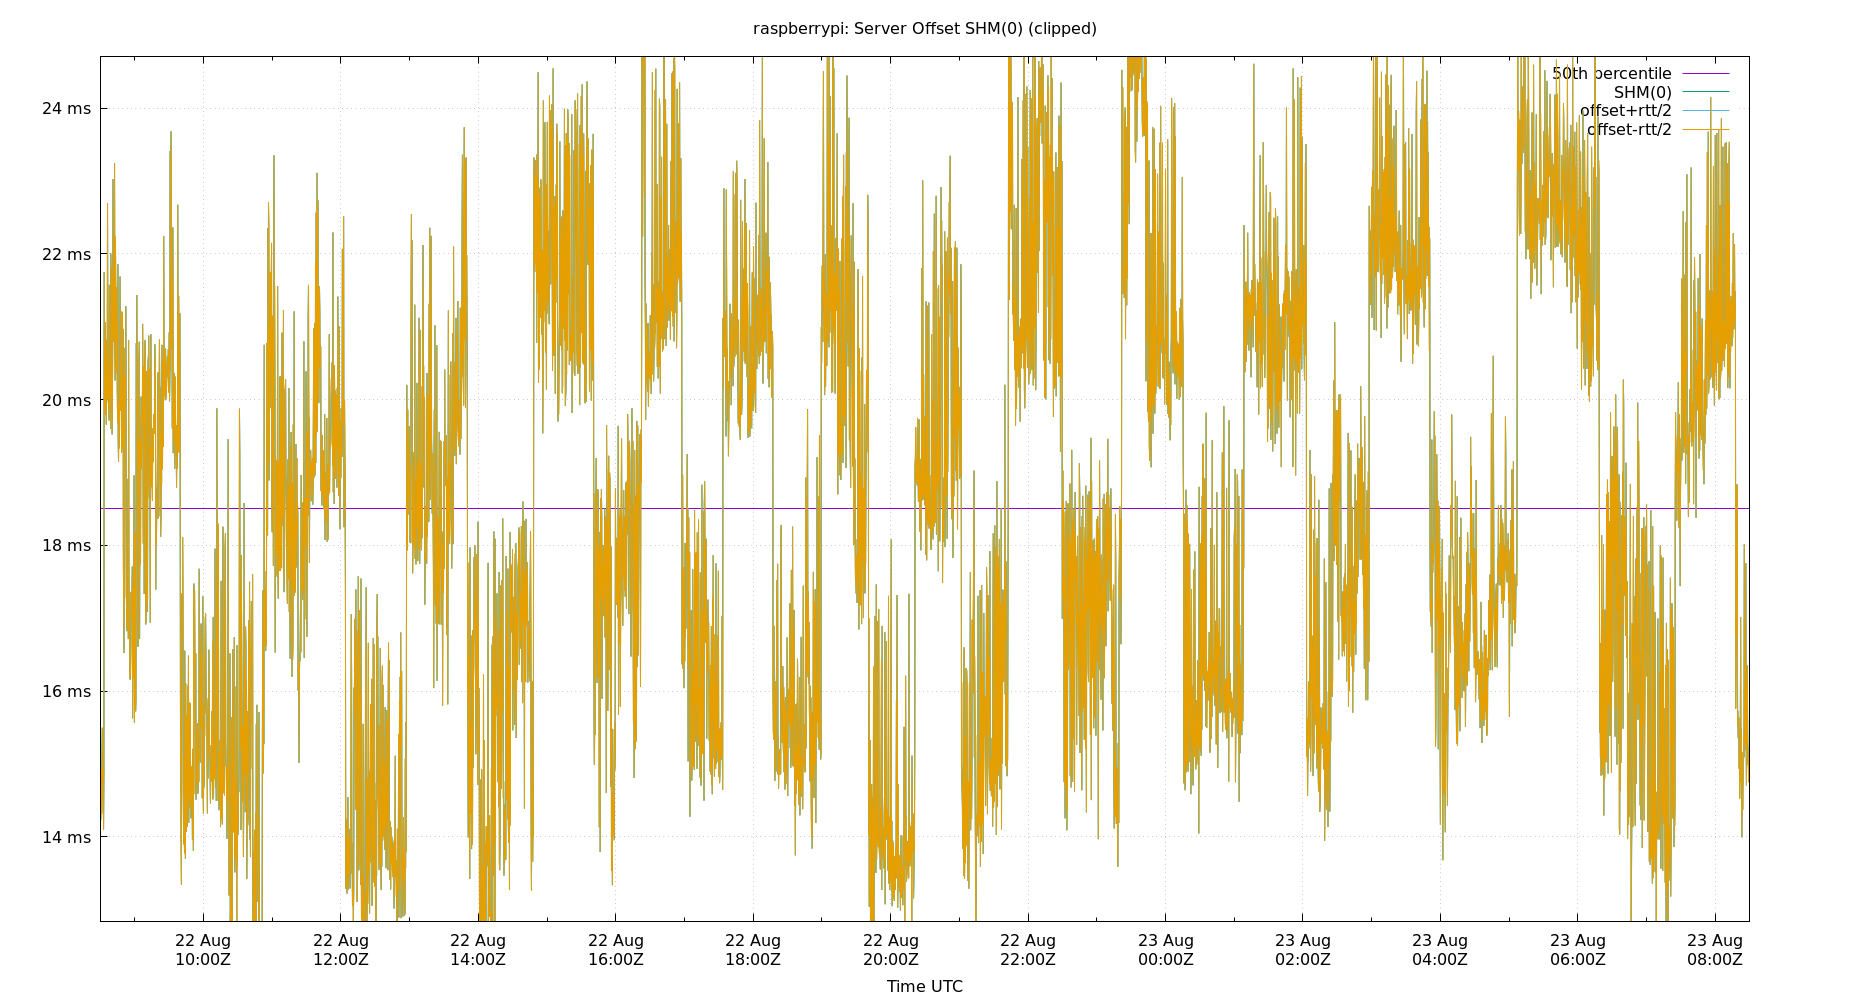 raspberrypi: Server Offset SHM(0) (clipped)
50th percentile
SHM(0)
offset+rtt/2
offset-rtt/2
24 ms
22 ms
20 ms
18 ms
16 ms
14 ms
22 Aug 22 Aug 22 Aug 22 Aug 22 Aug 22 Aug 22 Aug 23 Aug 23 Aug 23 Aug 23 Aug 23 Aug
10:00Z 12:00Z 14:00Z 16:00Z 18:00Z 20:00Z 22:00Z 00:00Z 02:00Z 04:00Z 06:00Z 08:00Z
Time UTC